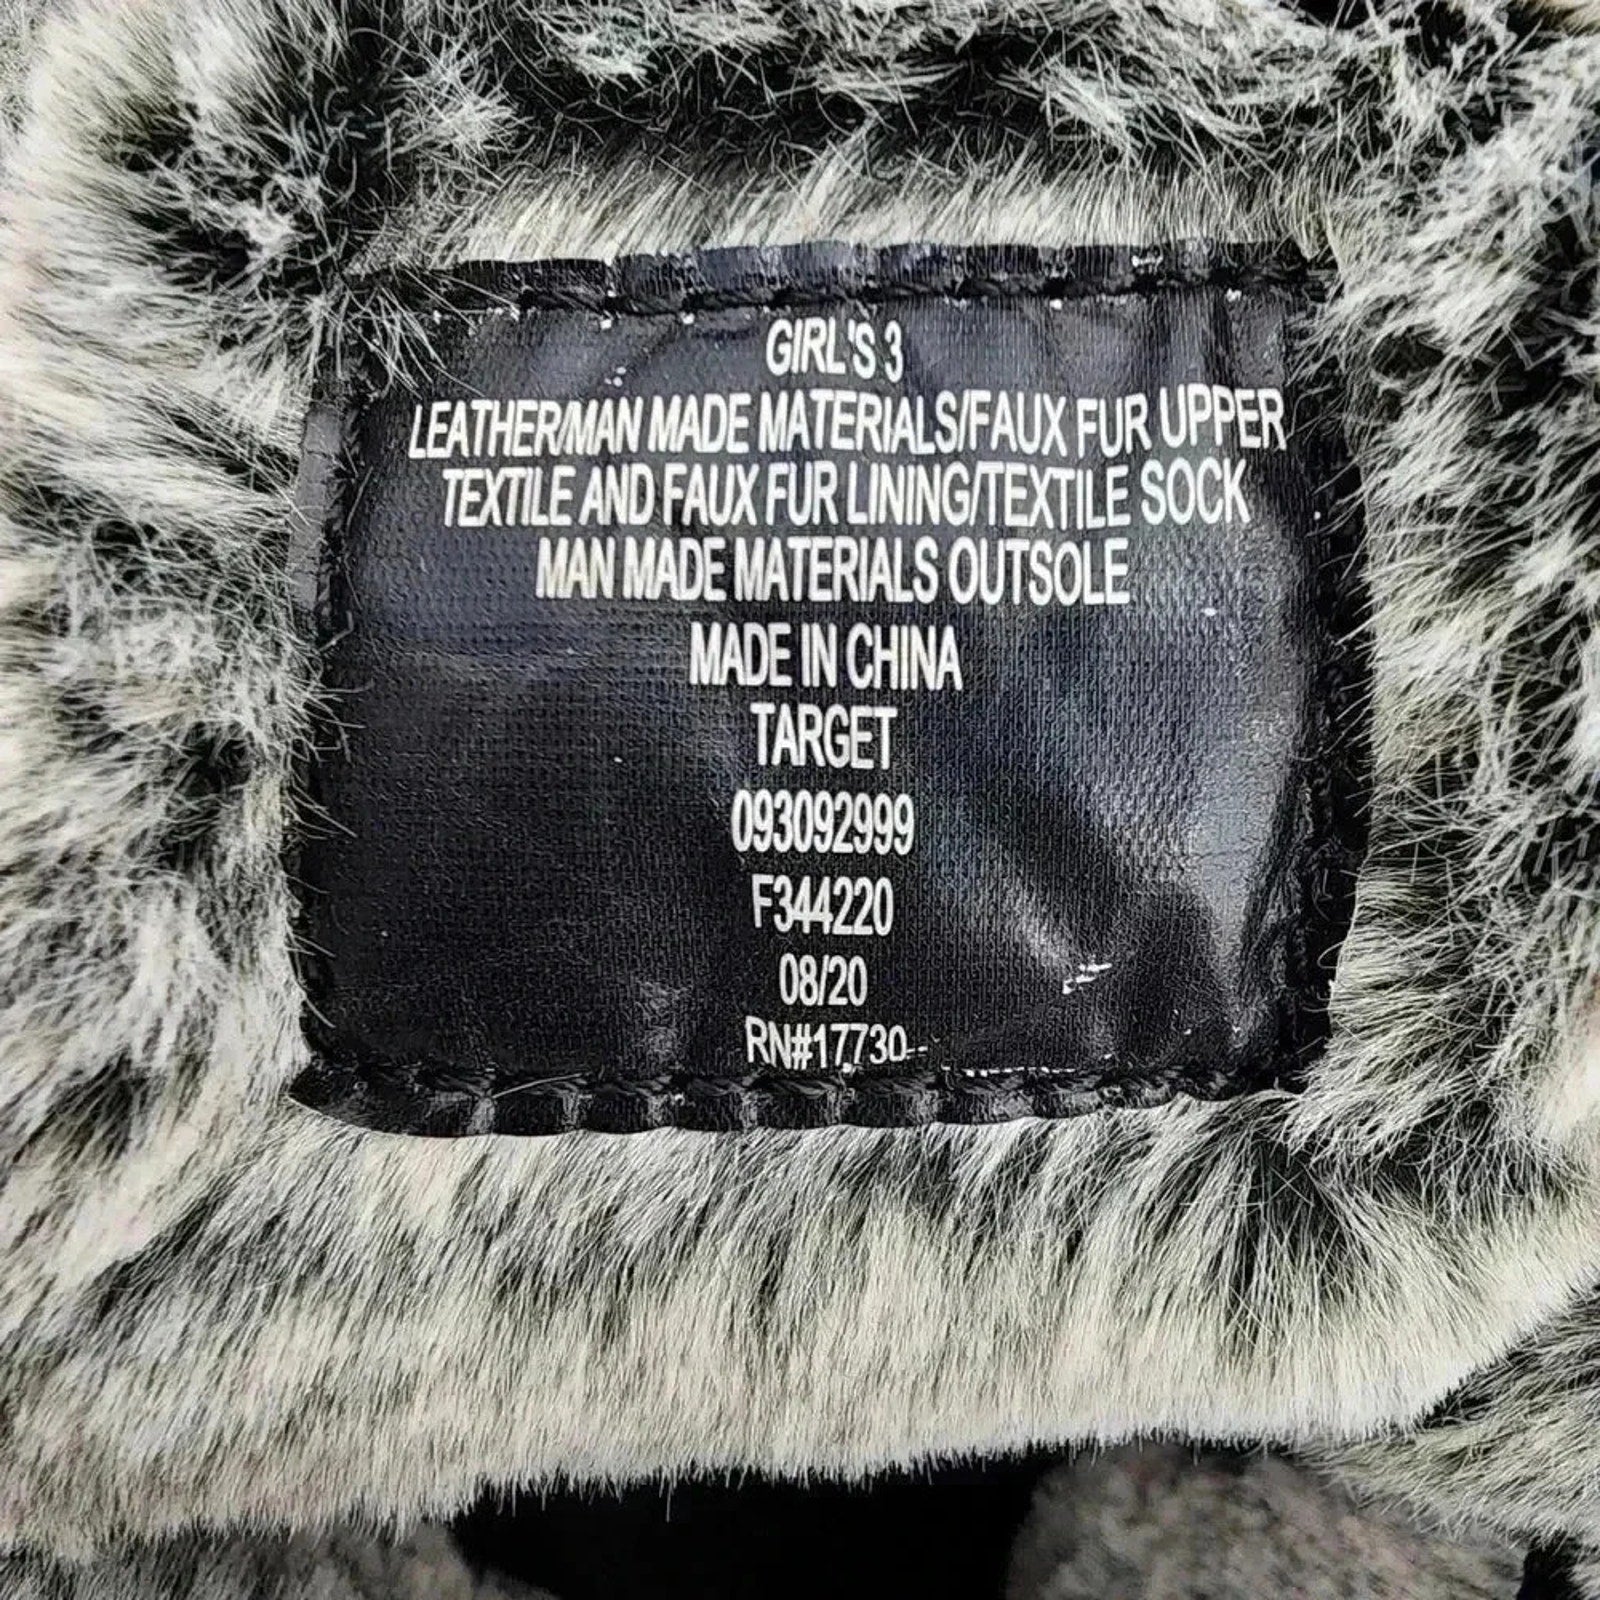 GIRL'S 3
LEATHER/MAN MADE MATERIALS/FAUX FUR UPPER
TEXTILE AND FAUX FUR LINING/TEXTILE SOCK
MAN MADE MATERIALS OUTSOLE
MADE IN CHINA
TARGET
093092999
F344220
08/20
RN#17730